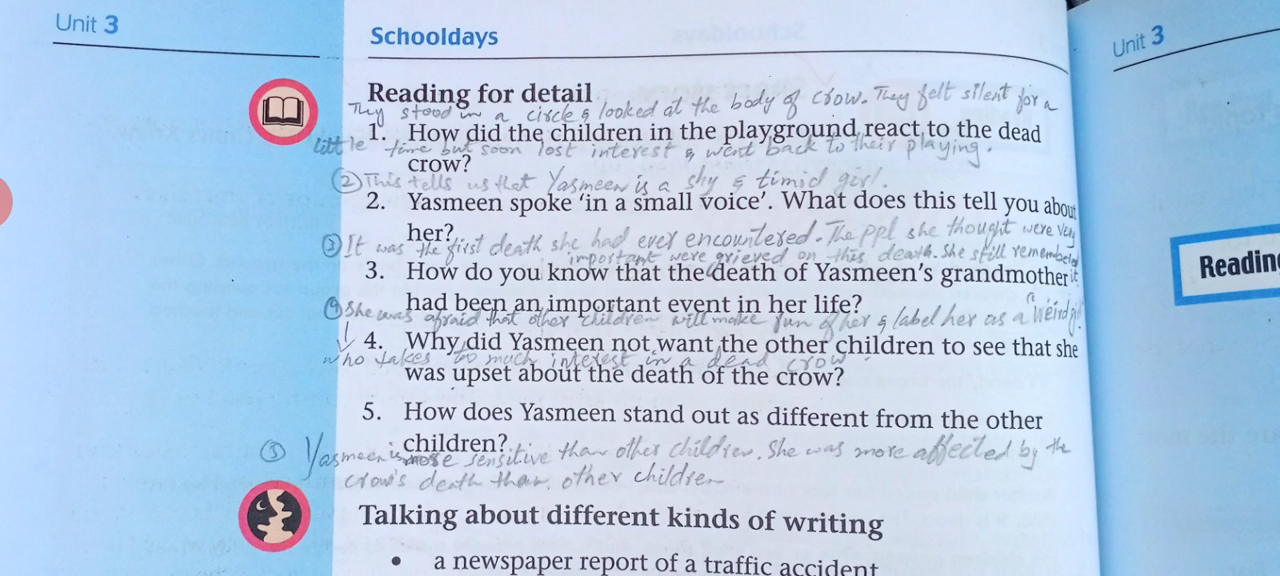 Unit 3
Schooldays
Unit 3
Reading for detail
They stood in a circle & looked at the body of crow. They felt silent for a
1. How did the children in the playground react to the dead
little time but soon lost interest & went back to their playing.
crow?
(2) This tells us that Yasmeen is a shy & timid girl.
2. Yasmeen spoke 'in a small voice'. What does this tell you about
her?
(3) It was the first death she had ever encountered. The ppl she thought were very
important were grieved on this death. She still remembered it
3. How do you know that the death of Yasmeen's grandmother
had been an important event in her life?
(4) She was afraid that other children will make fun of her & label her as a weird girl
4. Why did Yasmeen not want the other children to see that she
who takes too much interest in a dead crow.
was upset about the death of the crow?
5. How does Yasmeen stand out as different from the other
children?
(5) Yasmeen is more sensitive than other children. She was more affected by the
crow's death than other children
Talking about different kinds of writing
• a newspaper report of a traffic accident
Readin